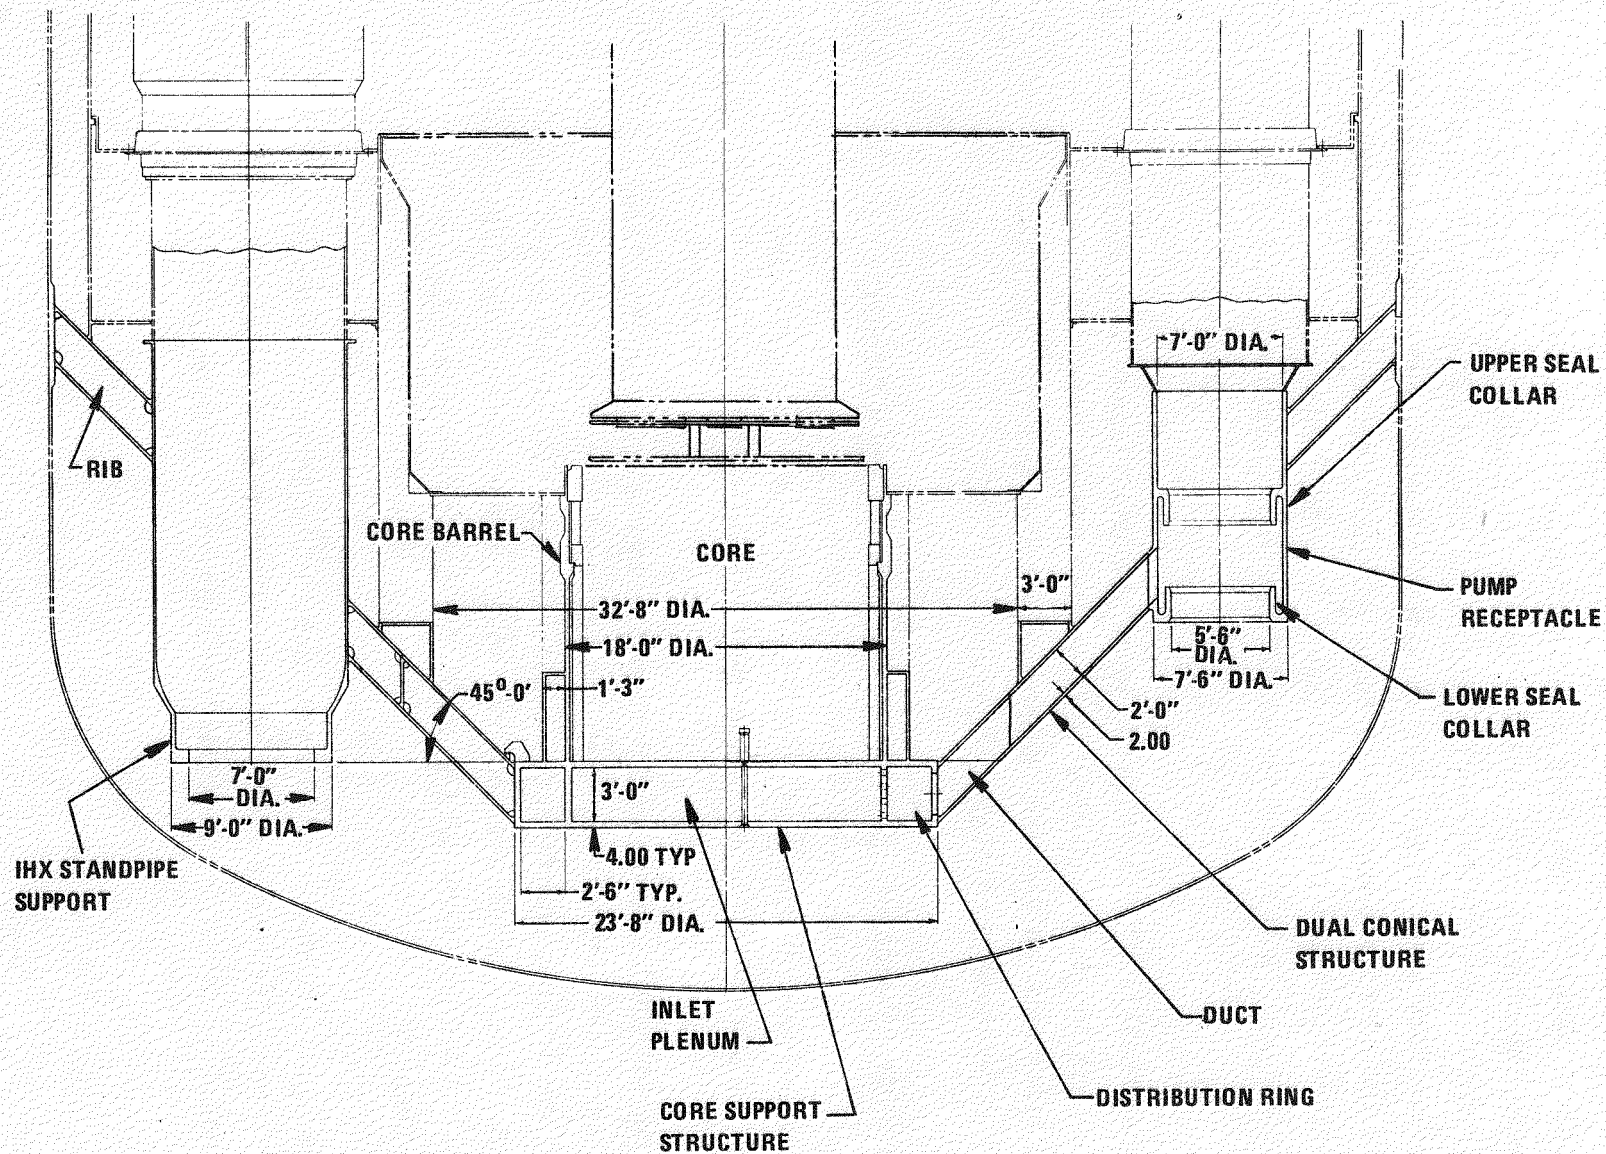 7'-0" DIA.
UPPER SEAL
COLLAR
RIB
CORE BARREL
CORE
3'-0"
PUMP
RECEPTACLE
32'-8" DIA.
18'-0" DIA.
5'-6"
DIA.
7'-6" DIA.
45°-0'
1'-3"
2'-0"
2.00
LOWER SEAL
COLLAR
7'-0"
DIA.
9'-0" DIA.
3'-0"
4.00 TYP
2'-6" TYP.
23'-8" DIA.
IHX STANDPIPE
SUPPORT
DUAL CONICAL
STRUCTURE
INLET
PLENUM
DUCT
DISTRIBUTION RING
CORE SUPPORT
STRUCTURE